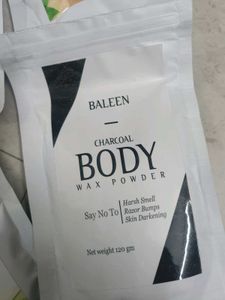 BALEEN
CHARCOAL
BODY
WAX POWDER
Say No To
Harsh Smell
Razor Bumps
Skin Darkening
Net weight 120 gm